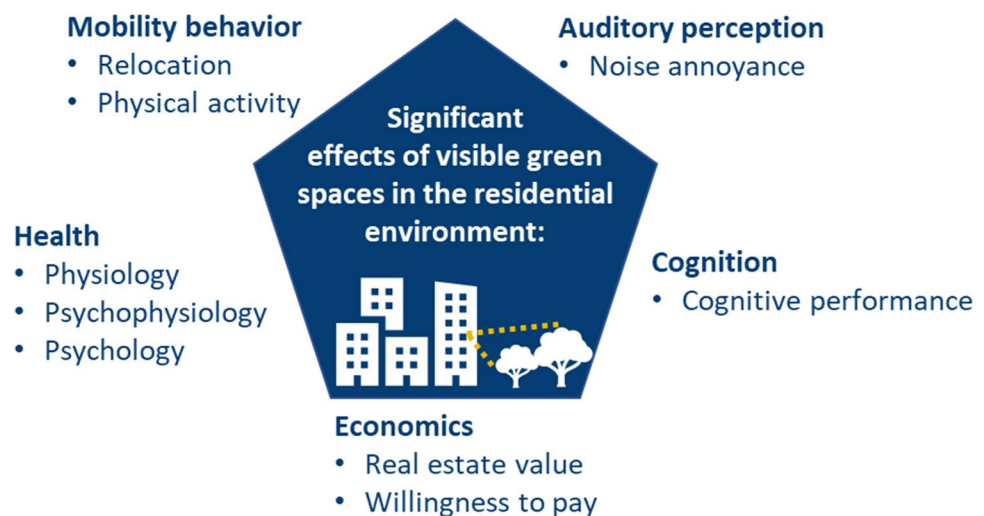 Mobility behavior
• Relocation
• Physical activity
Auditory perception
• Noise annoyance
Significant
effects of visible green
spaces in the residential
environment:
Health
• Physiology
• Psychophysiology
• Psychology
Cognition
• Cognitive performance
Economics
• Real estate value
• Willingness to pay